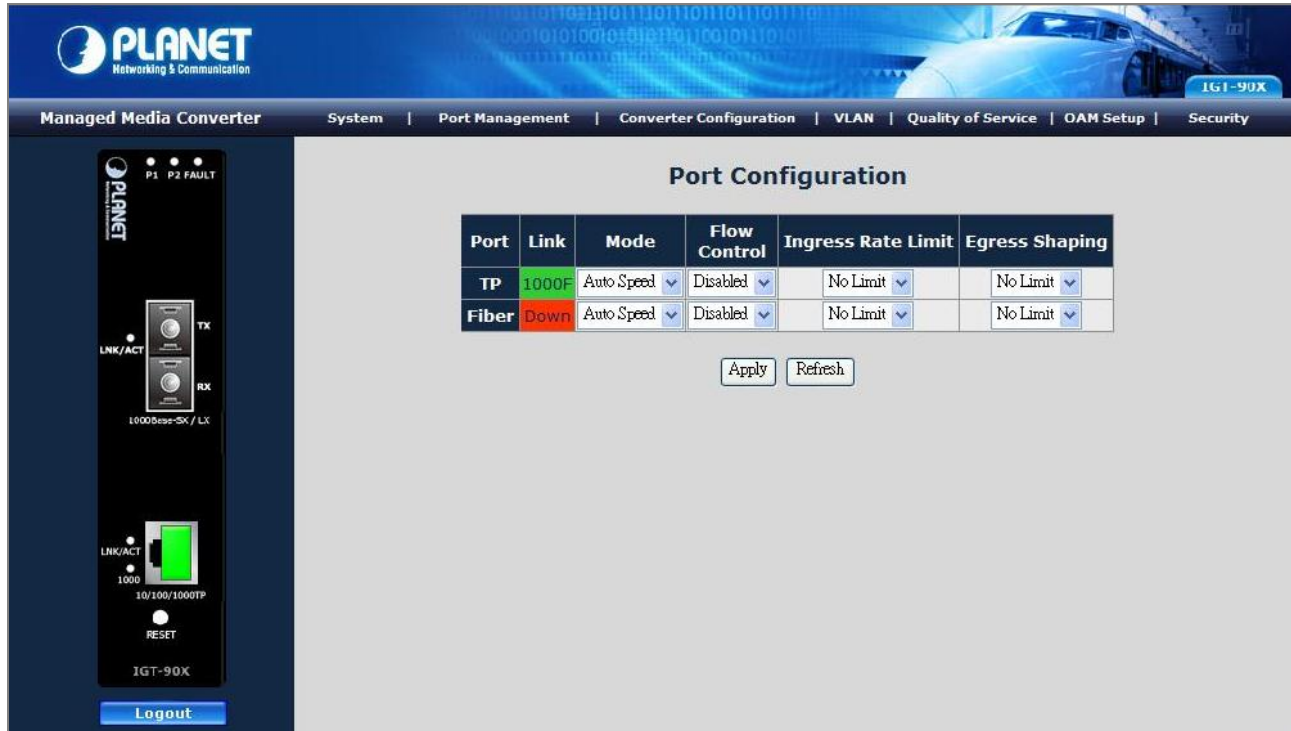 PLANET
Networking & Communication
IGT-90X
Managed Media Converter
System | Port Management | Converter Configuration | VLAN | Quality of Service | OAM Setup | Security
P1 P2 FAULT
PLANET
TX
LNK/ACT
RX
1000Base-SX / LX
LNK/ACT
1000
10/100/1000TP
RESET
IGT-90X
Logout
Port Configuration
Port Link Mode Flow Control Ingress Rate Limit Egress Shaping
TP 1000F Auto Speed Disabled No Limit No Limit
Fiber Down Auto Speed Disabled No Limit No Limit
Apply Refresh